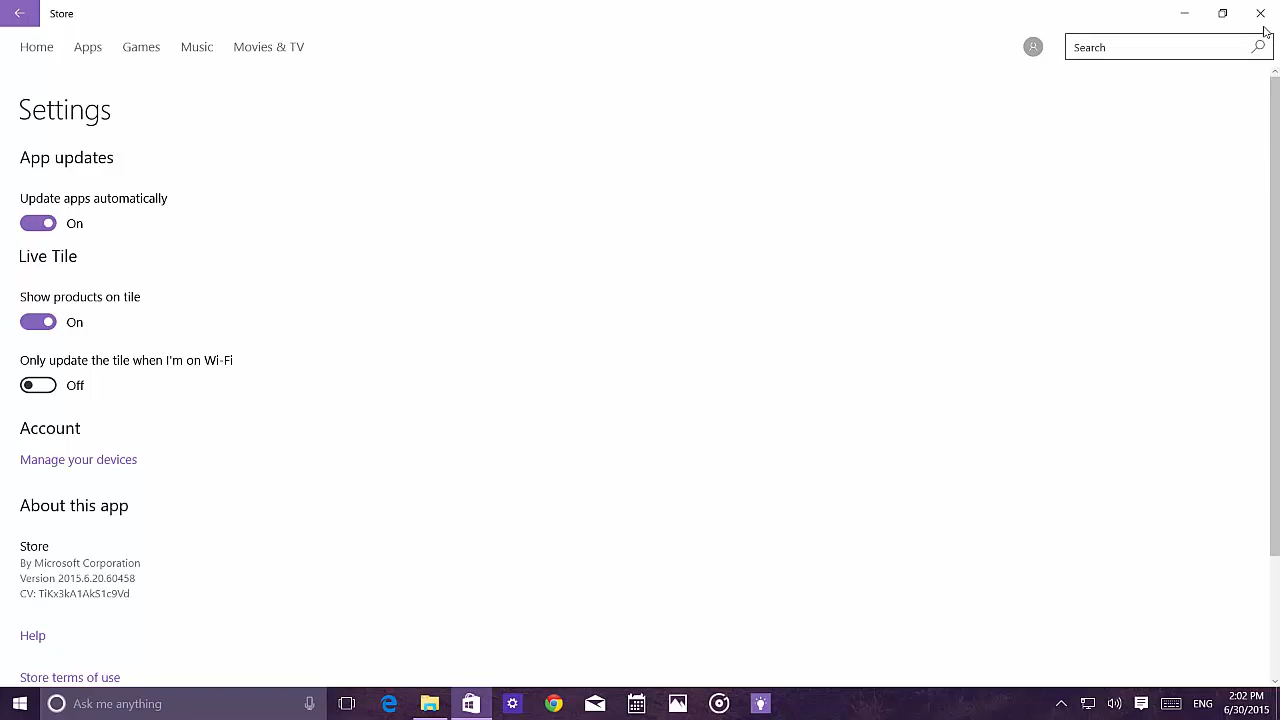 Store
Home Apps Games Music Movies & TV
Search
Settings
App updates
Update apps automatically
On
Live Tile
Show products on tile
On
Only update the tile when I'm on Wi-Fi
Off
Account
Manage your devices
About this app
Store
By Microsoft Corporation
Version 2015.6.20.60458
CV: TiKx3kA1AkS1c9Vd
Help
Store terms of use
Ask me anything
ENG
2:02 PM
6/30/2015